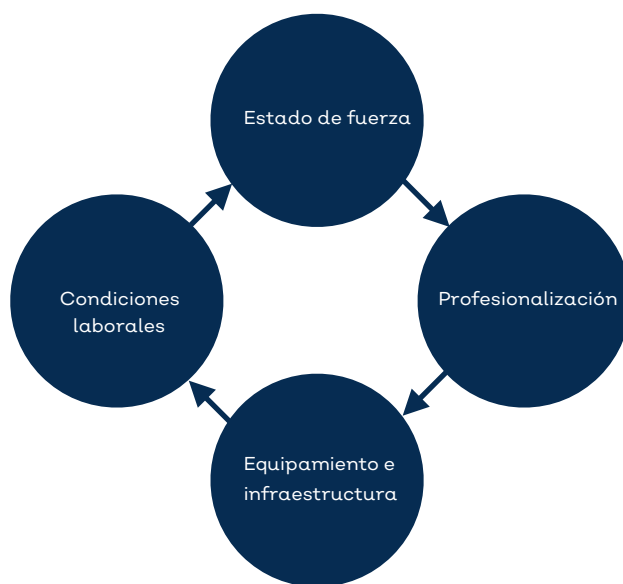 Estado de fuerza
Profesionalización
Equipamiento e
infraestructura
Condiciones
laborales